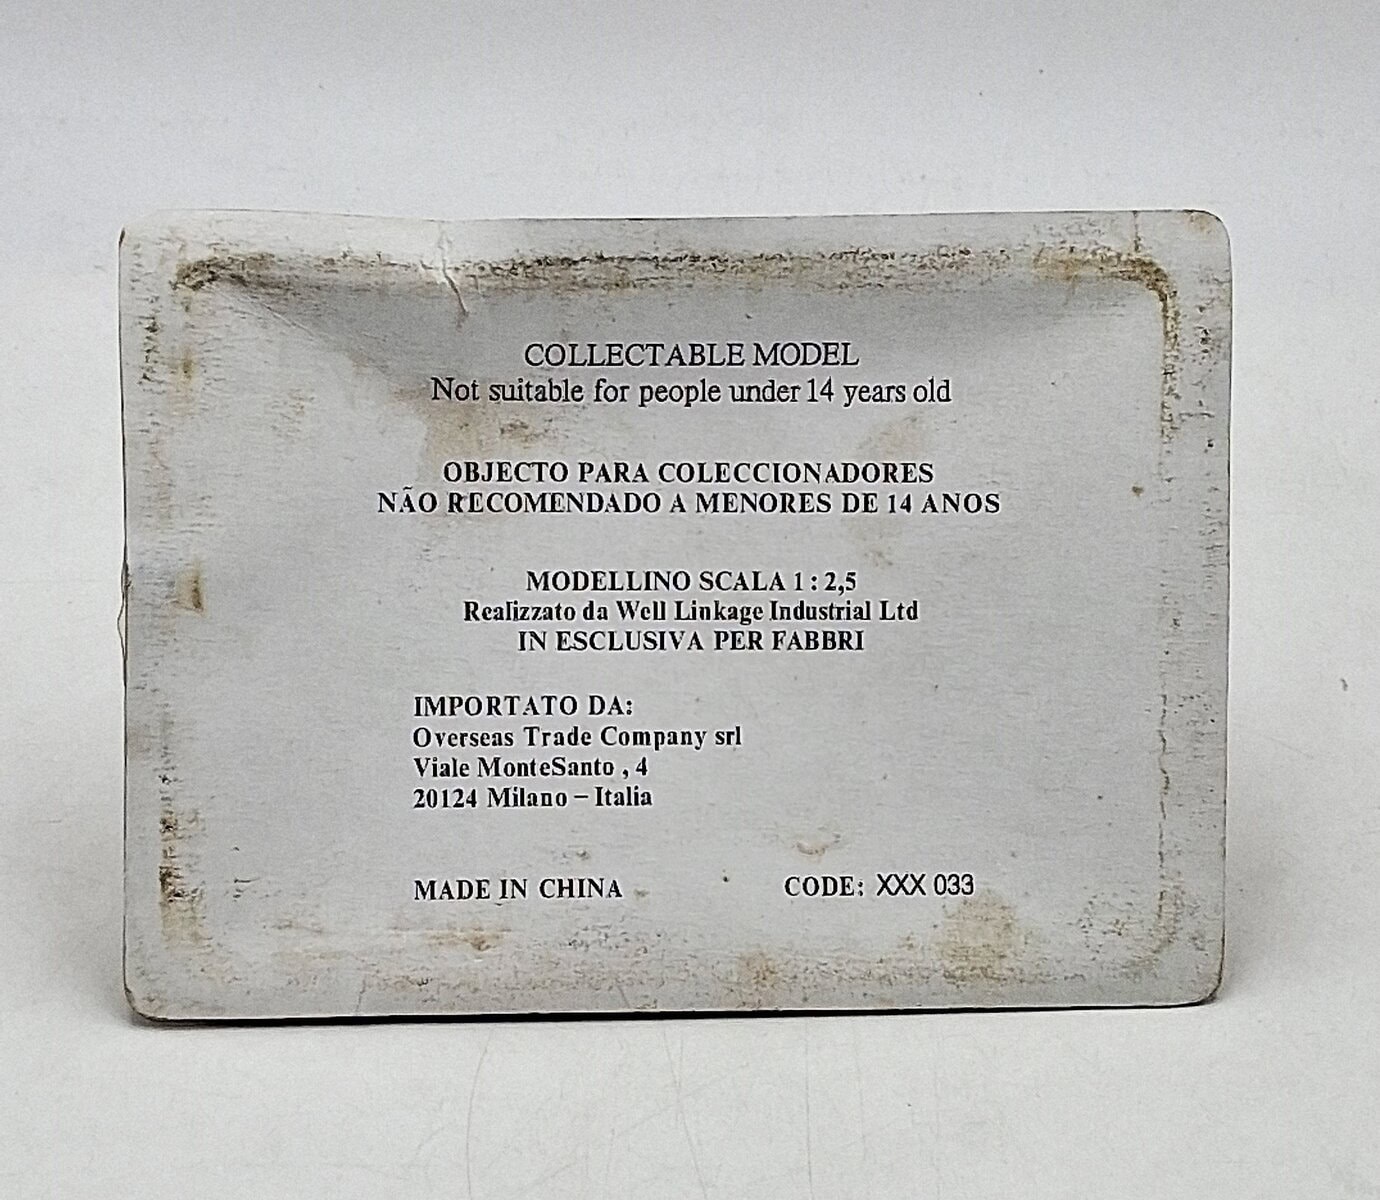 COLLECTABLE MODEL
Not suitable for people under 14 years old
OBJECTO PARA COLECCIONADORES
NÃO RECOMENDADO A MENORES DE 14 ANOS
MODELLINO SCALA 1 : 2,5
Realizzato da Well Linkage Industrial Ltd
IN ESCLUSIVA PER FABBRI
IMPORTATO DA:
Overseas Trade Company srl
Viale MonteSanto , 4
20124 Milano – Italia
MADE IN CHINA CODE: XXX 033